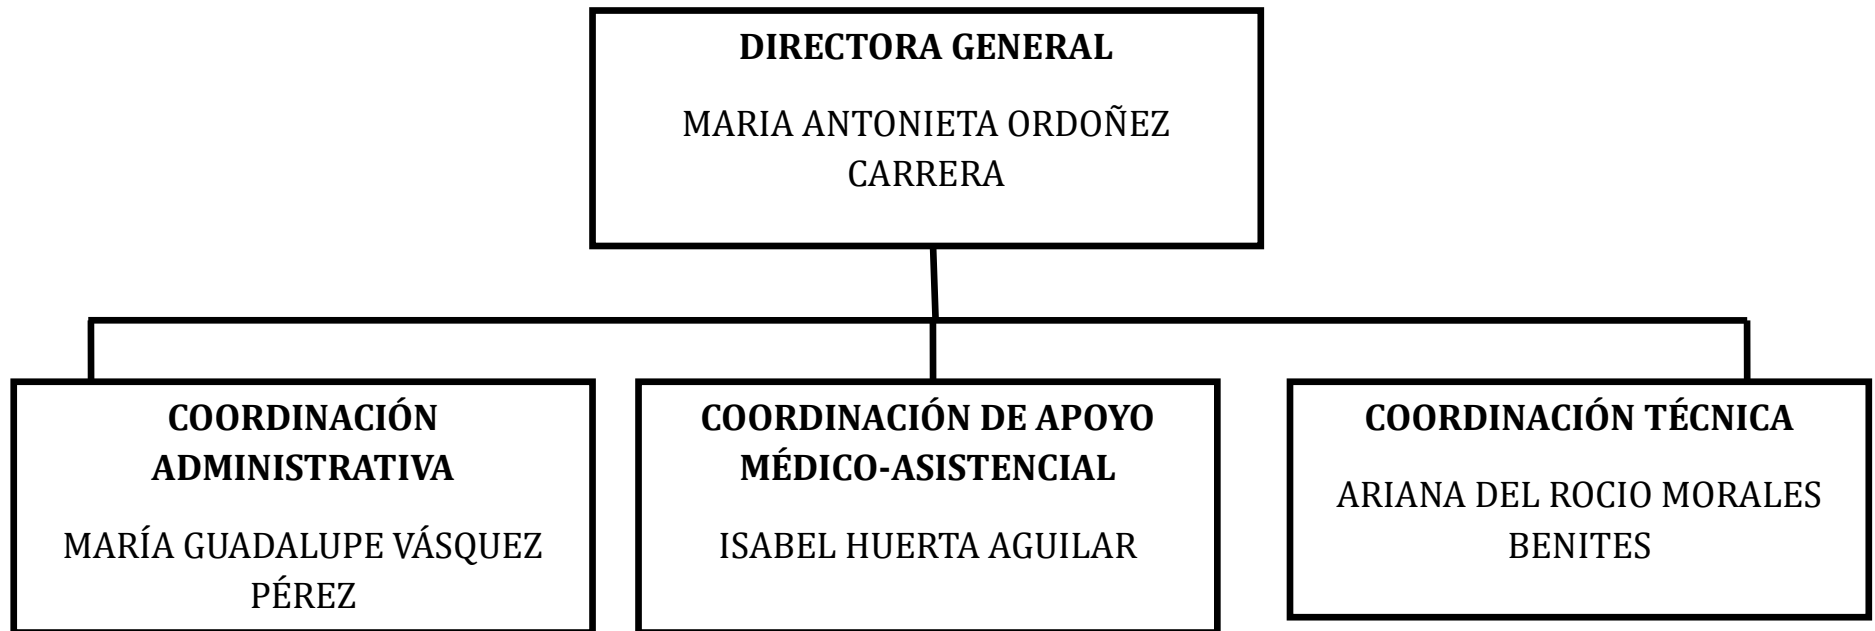 DIRECTORA GENERAL
MARIA ANTONIETA ORDOÑEZ
CARRERA
COORDINACIÓN
ADMINISTRATIVA
MARÍA GUADALUPE VÁSQUEZ
PÉREZ
COORDINACIÓN DE APOYO
MÉDICO-ASISTENCIAL
ISABEL HUERTA AGUILAR
COORDINACIÓN TÉCNICA
ARIANA DEL ROCIO MORALES
BENITES